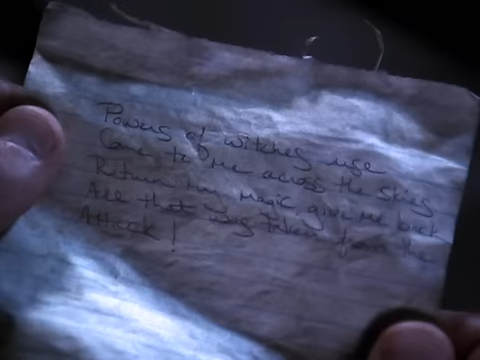 Powers of witches rise
Come to me across the skies
Return my magic give me back
All that was taken from the
Attack!